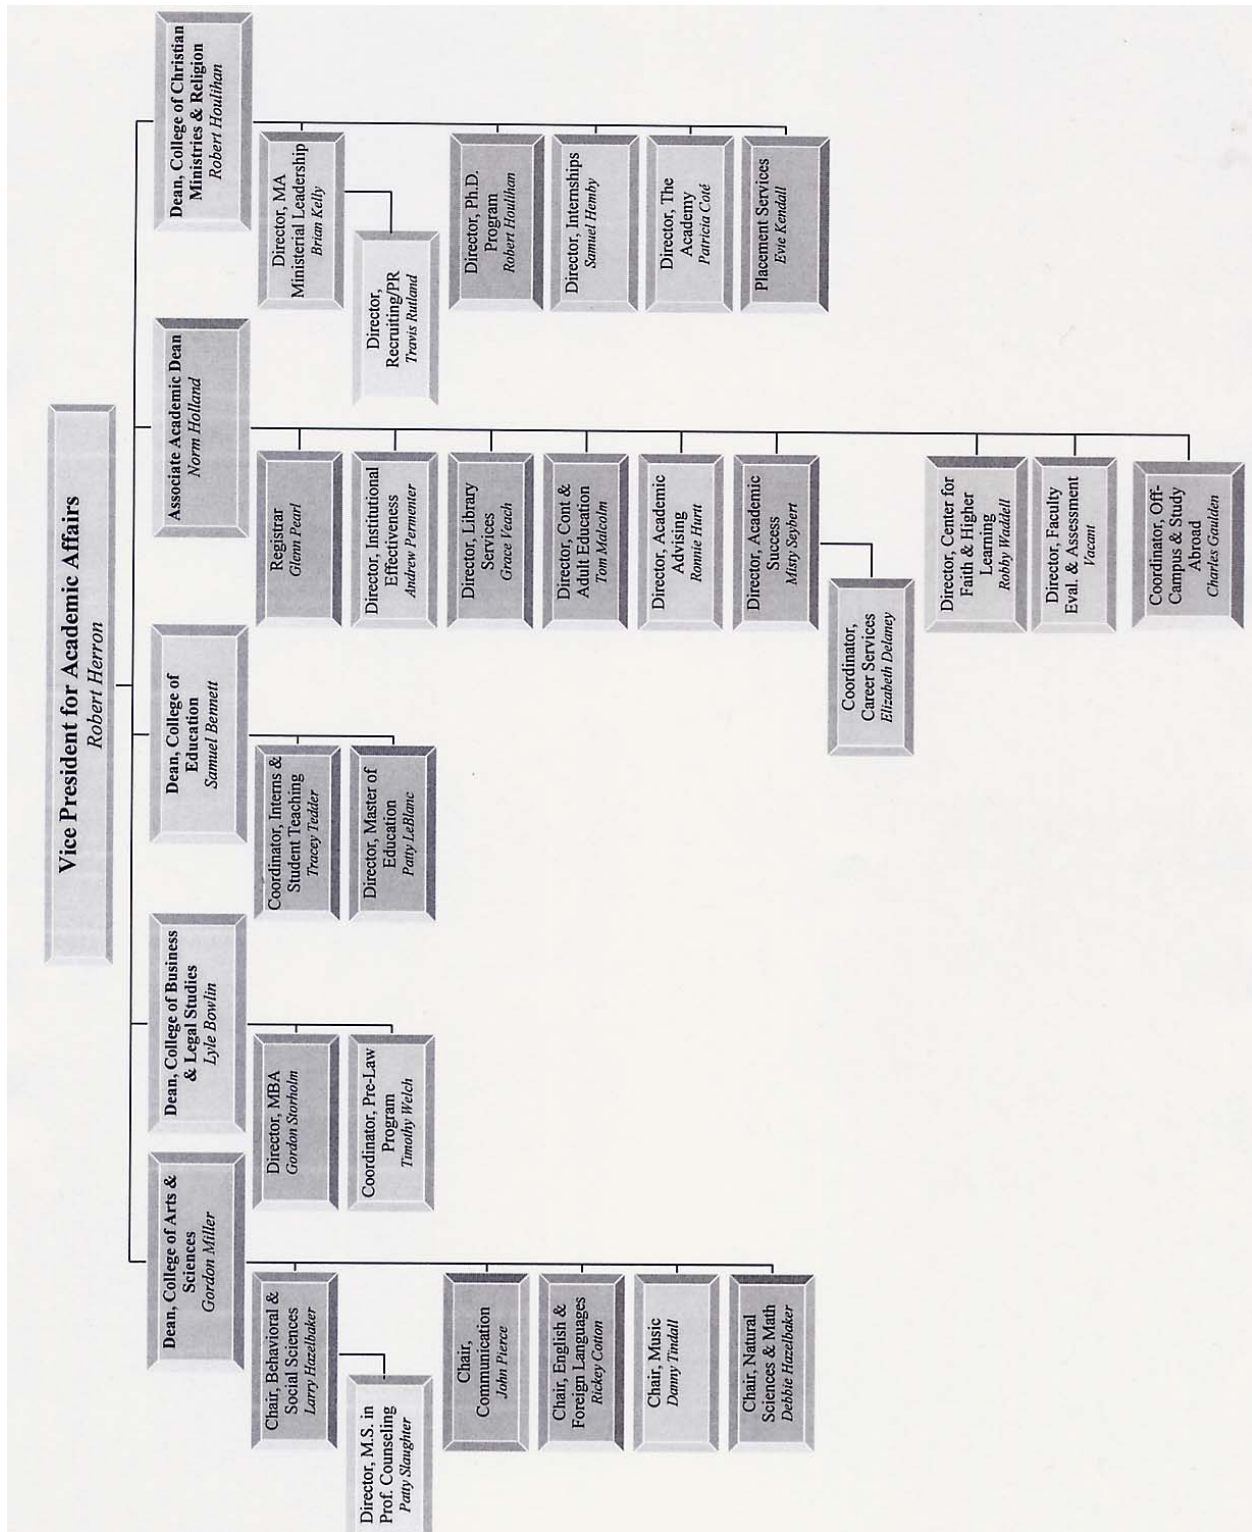 Vice President for Academic Affairs
Robert Herron
Dean, College of Arts &
Sciences
Gordon Miller
Chair, Behavioral &
Social Sciences
Larry Hazelbaker
Director, M.S. in
Prof. Counseling
Patty Slaughter
Chair,
Communication
John Pierce
Chair, English &
Foreign Languages
Rickey Cotton
Chair, Music
Danny Tindall
Chair, Natural
Sciences & Math
Debbie Hazelbaker
Dean, College of Business
& Legal Studies
Lyle Bowlin
Director, MBA
Gordon Storholm
Coordinator, Pre-Law
Program
Timothy Welch
Dean, College of
Education
Samuel Bennett
Coordinator, Interns &
Student Teaching
Tracey Tedder
Director, Master of
Education
Patty LeBlanc
Associate Academic Dean
Norm Holland
Registrar
Glenn Pearl
Director, Institutional
Effectiveness
Andrew Permenter
Director, Library
Services
Grace Veach
Director, Cont &
Adult Education
Tom Malcolm
Director, Academic
Advising
Ronnie Hurtt
Director, Academic
Success
Misty Seybert
Coordinator,
Career Services
Elizabeth Delaney
Director, Center for
Faith & Higher
Learning
Robby Waddell
Director, Faculty
Eval. & Assessment
Vacant
Coordinator, Off-
Campus & Study
Abroad
Charles Gaulden
Dean, College of Christian
Ministries & Religion
Robert Houlihan
Director, MA
Ministerial Leadership
Brian Kelly
Director,
Recruiting/PR
Travis Rutland
Director, Ph.D.
Program
Robert Houlihan
Director, Internships
Samuel Hemby
Director, The
Academy
Patricia Coté
Placement Services
Evie Kendall